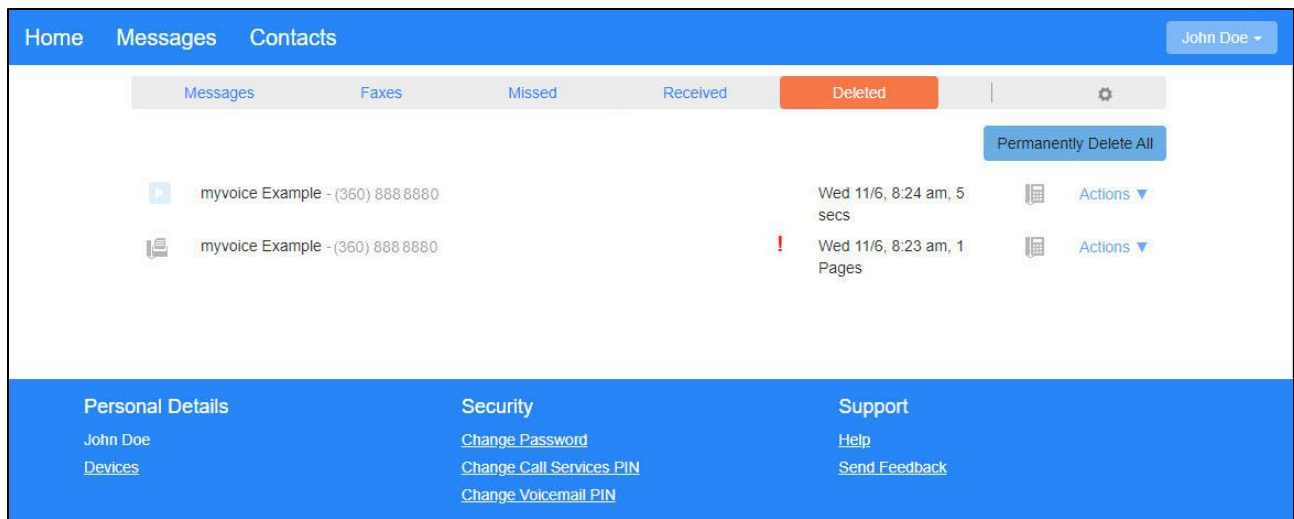 Home Messages Contacts John Doe
Messages Faxes Missed Received Deleted
Permanently Delete All
myvoice Example - (360) 888 8880 Wed 11/6, 8:24 am, 5 Actions ▼
secs
myvoice Example - (360) 888 8880 ! Wed 11/6, 8:23 am, 1 Actions ▼
Pages
Personal Details Security Support
John Doe Change Password Help
Devices Change Call Services PIN Send Feedback
Change Voicemail PIN